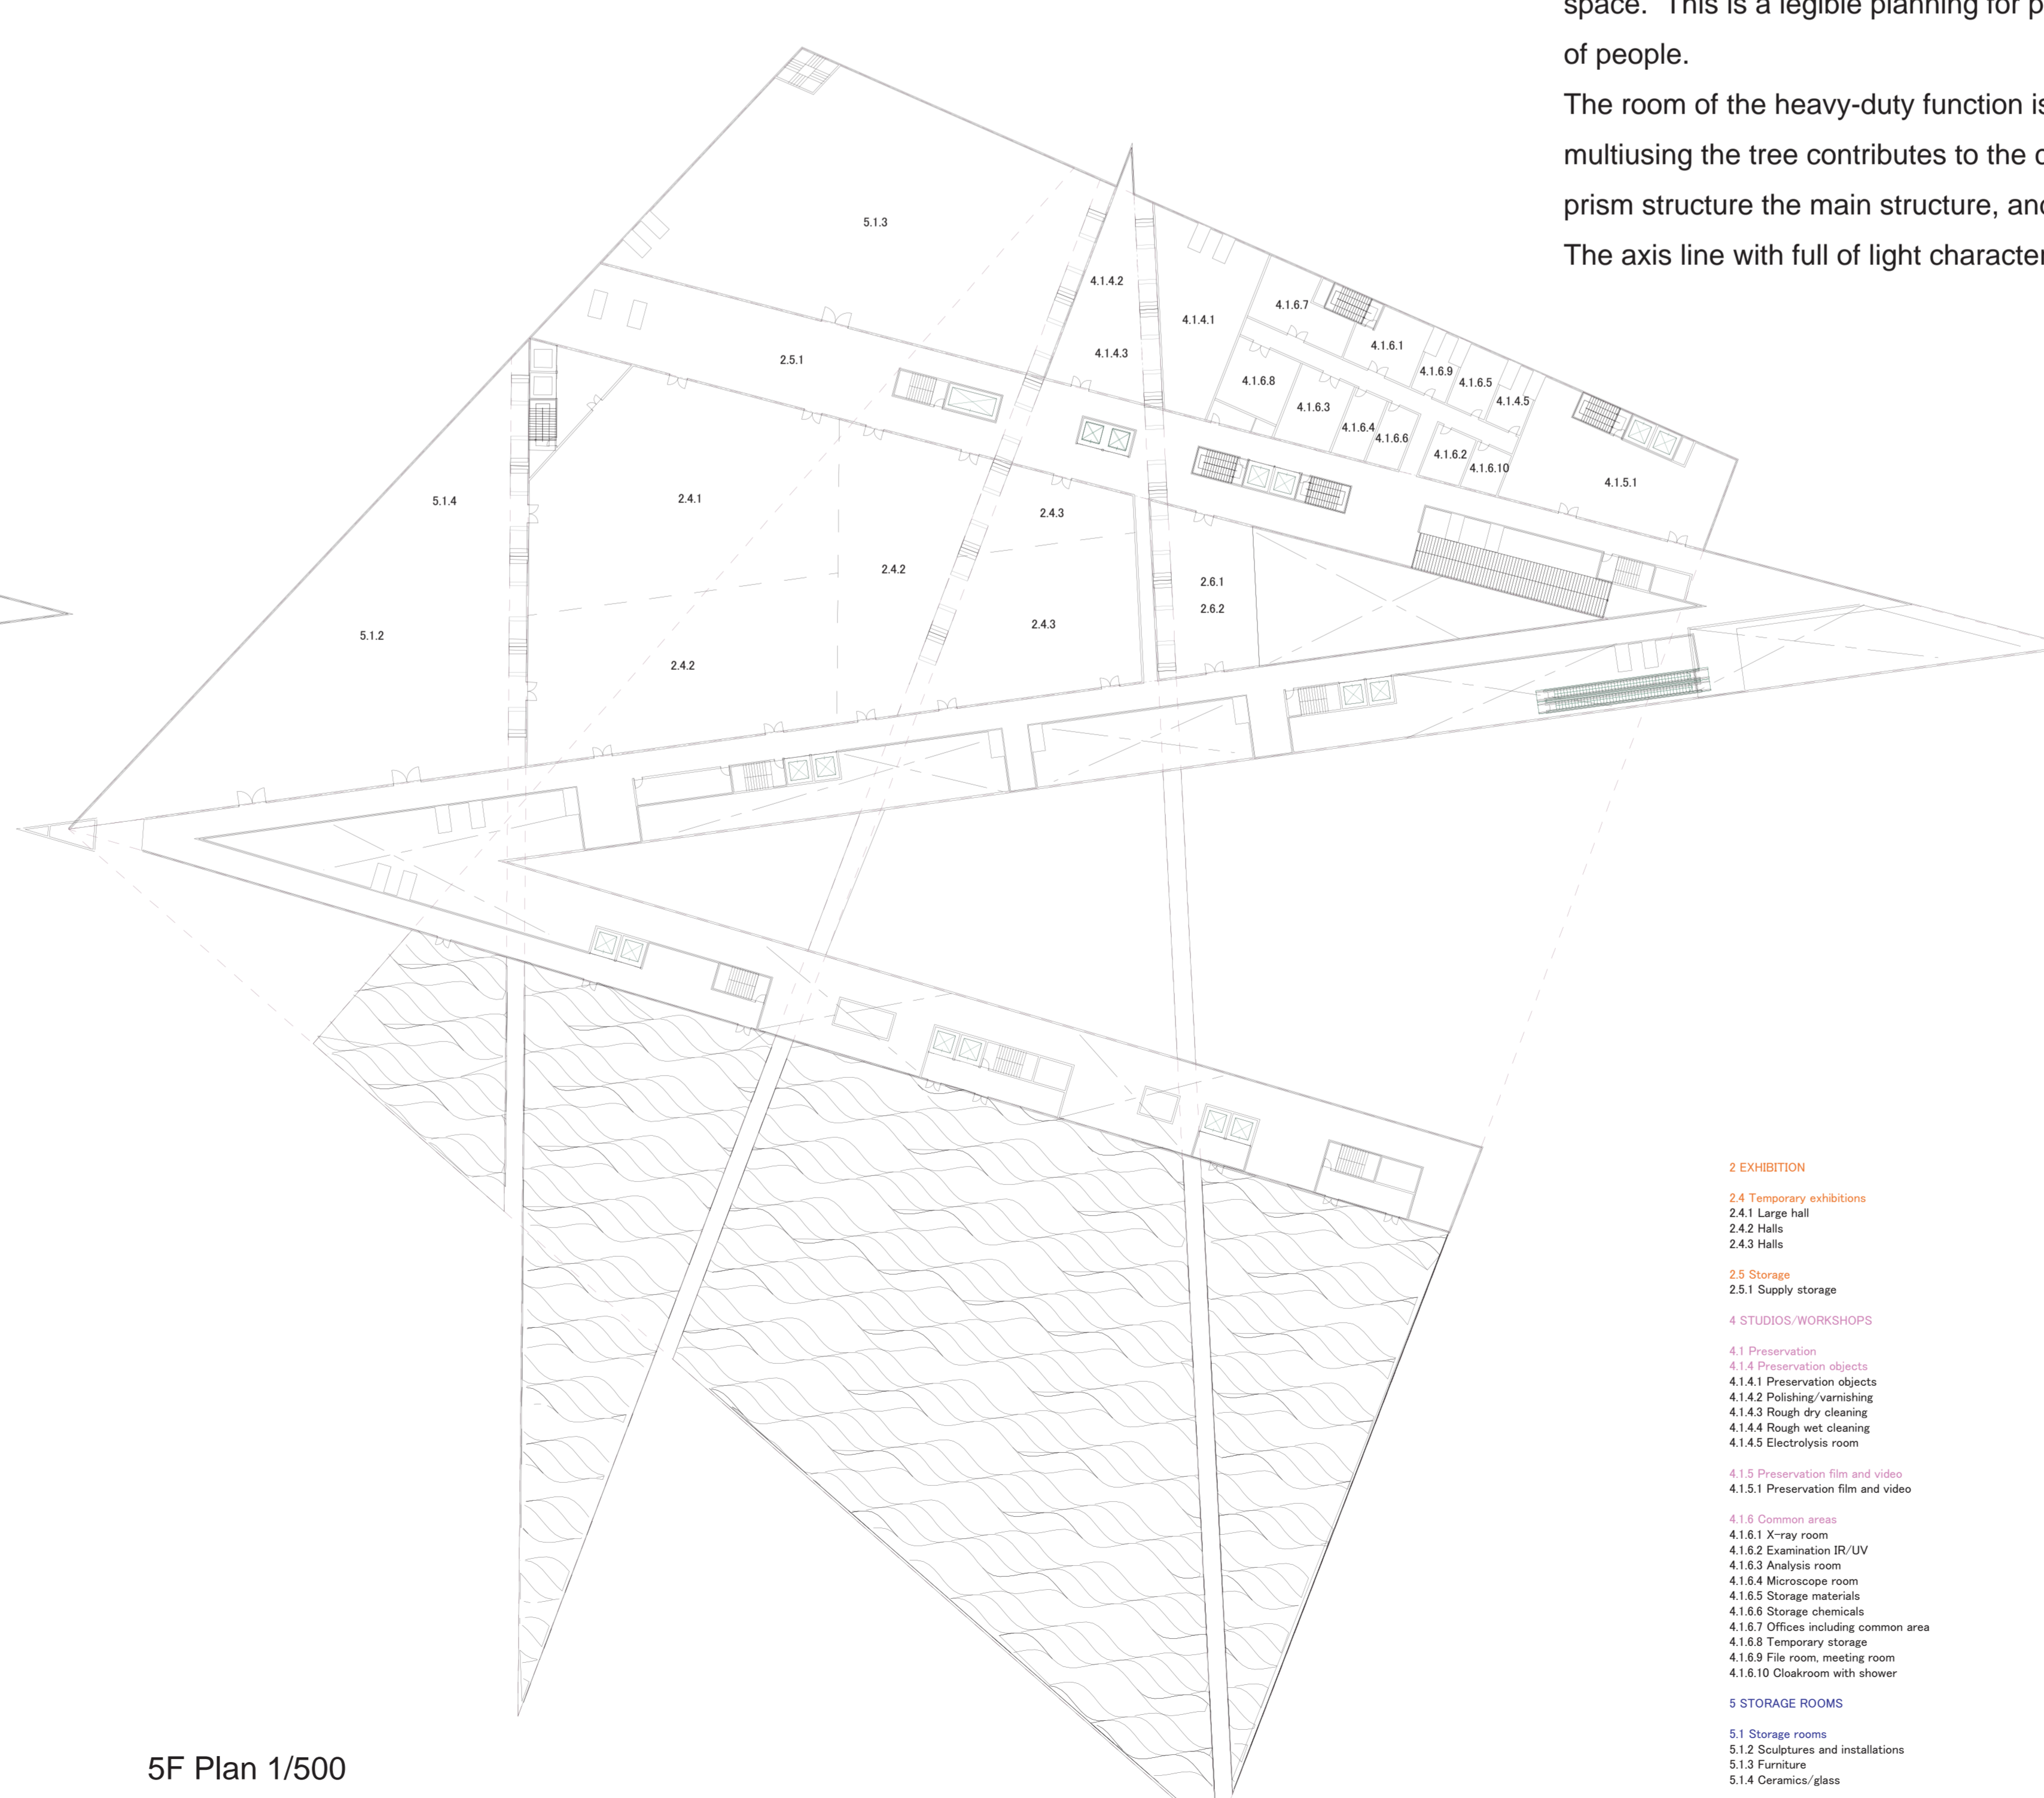 space. This is a legible planning for
of people.
The room of the heavy-duty function is
multiusing the tree contributes to the
prism structure the main structure, and
The axis line with full of light
5.1.3
4.1.4.2
4.1.4.1
4.1.4.3
4.1.6.7
4.1.6.1
4.1.6.9
4.1.6.5
4.1.4.5
4.1.6.8
4.1.6.3
4.1.6.4
4.1.6.6
4.1.6.2
4.1.6.10
4.1.5.1
2.5.1
5.1.4
2.4.1
2.4.3
2.4.2
2.6.1
2.6.2
5.1.2
2.4.3
2.4.2
2 EXHIBITION
2.4 Temporary exhibitions
2.4.1 Large hall
2.4.2 Halls
2.4.3 Halls
2.5 Storage
2.5.1 Supply storage
4 STUDIOS/WORKSHOPS
4.1 Preservation
4.1.4 Preservation objects
4.1.4.1 Preservation objects
4.1.4.2 Polishing/varnishing
4.1.4.3 Rough dry cleaning
4.1.4.4 Rough wet cleaning
4.1.4.5 Electrolysis room
4.1.5 Preservation film and video
4.1.5.1 Preservation film and video
4.1.6 Common areas
4.1.6.1 X-ray room
4.1.6.2 Examination IR/UV
4.1.6.3 Analysis room
4.1.6.4 Microscope room
4.1.6.5 Storage materials
4.1.6.6 Storage chemicals
4.1.6.7 Offices including common area
4.1.6.8 Temporary storage
4.1.6.9 File room, meeting room
4.1.6.10 Cloakroom with shower
5 STORAGE ROOMS
5.1 Storage rooms
5.1.2 Sculptures and installations
5.1.3 Furniture
5.1.4 Ceramics/glass
5F Plan 1/500